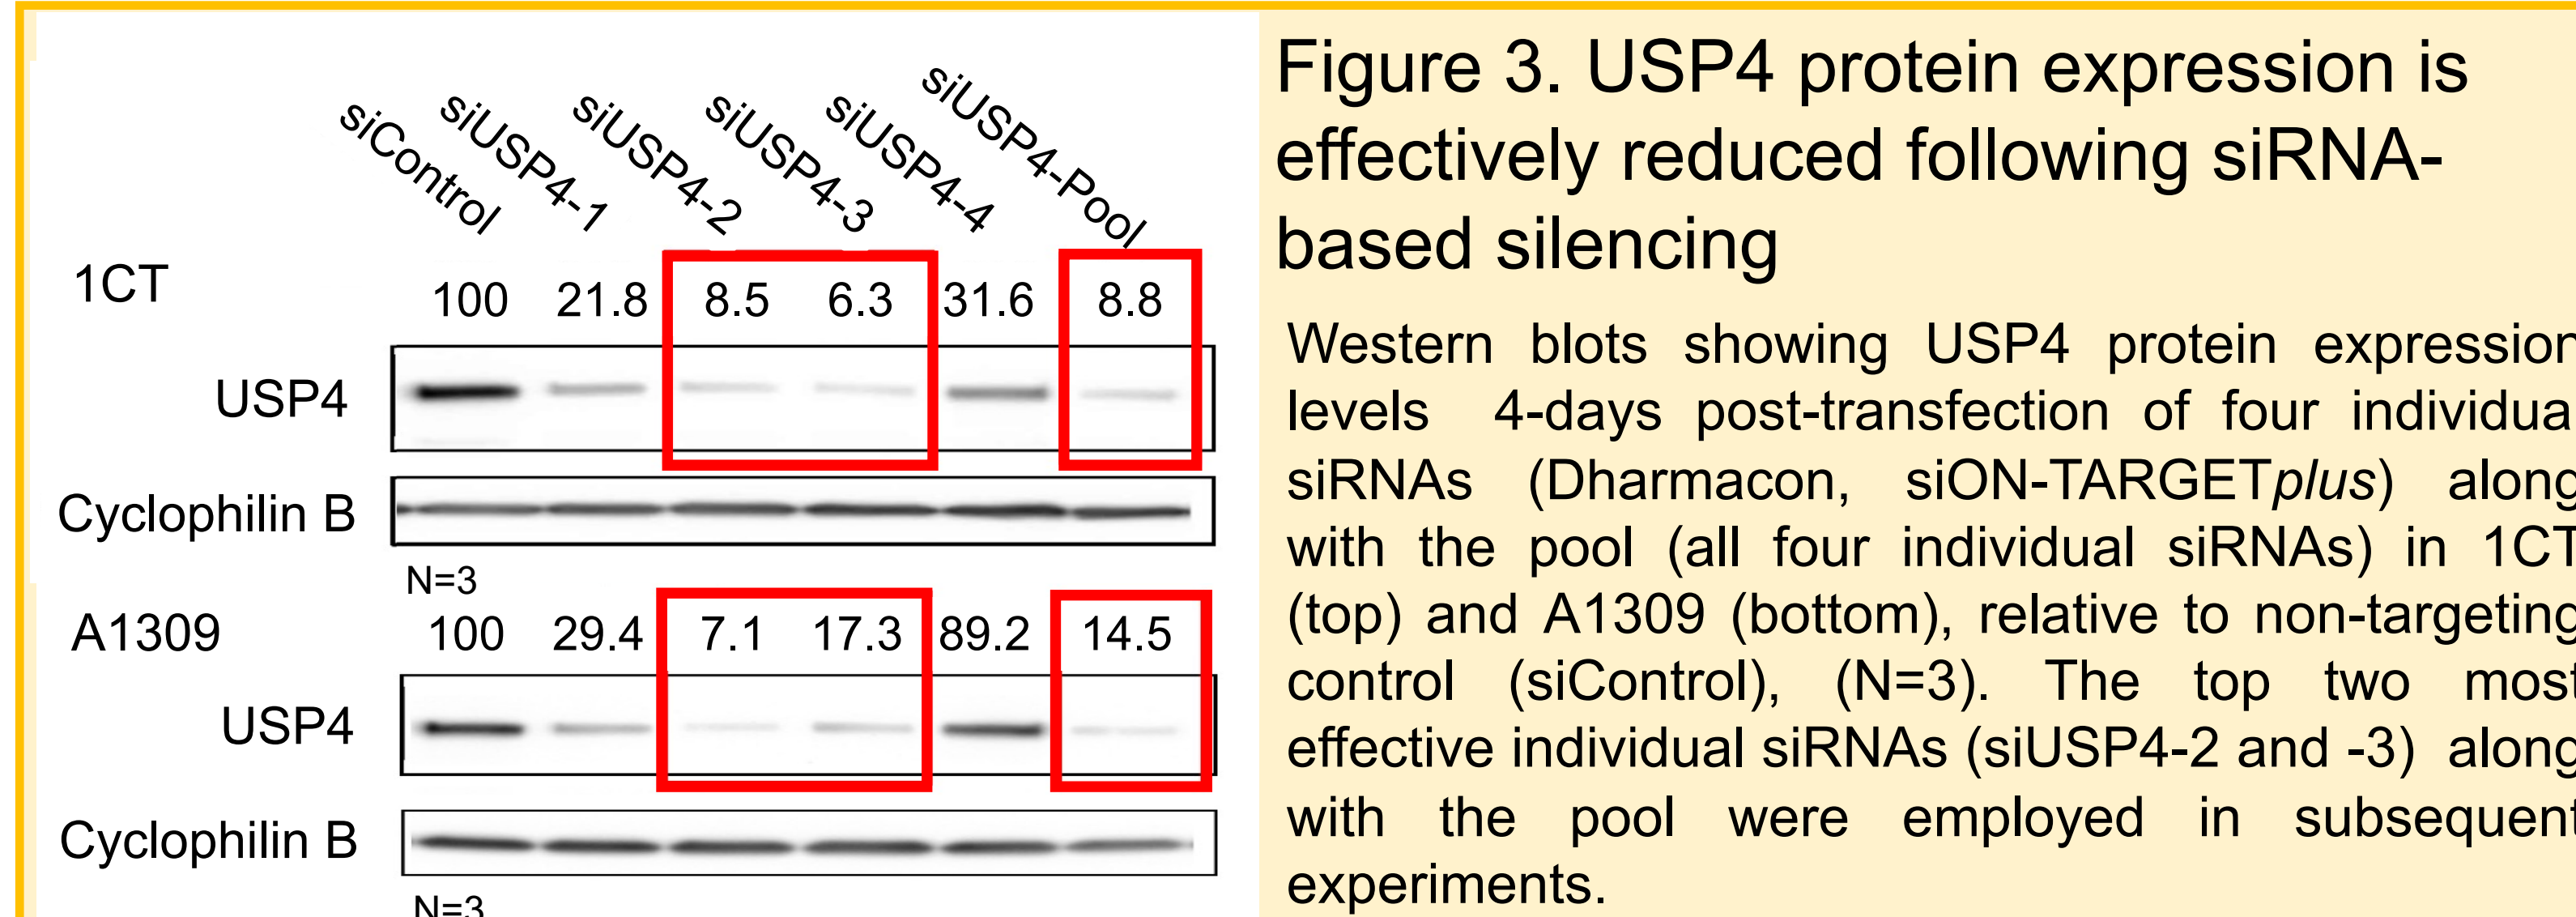 siControl siUSP4-1 siUSP4-2 siUSP4-3 siUSP4-4 siUSP4-Pool
1CT
100 21.8 8.5 6.3 31.6 8.8
USP4
Cyclophilin B
N=3
A1309
100 29.4 7.1 17.3 89.2 14.5
USP4
Cyclophilin B
N=3
Figure 3. USP4 protein expression is
effectively reduced following siRNA-
based silencing
Western blots showing USP4 protein expression
levels 4-days post-transfection of four individual
siRNAs (Dharmacon, siON-TARGETplus) along
with the pool (all four individual siRNAs) in 1CT
(top) and A1309 (bottom), relative to non-targeting
control (siControl), (N=3). The top two most
effective individual siRNAs (siUSP4-2 and -3) along
with the pool were employed in subsequent
experiments.